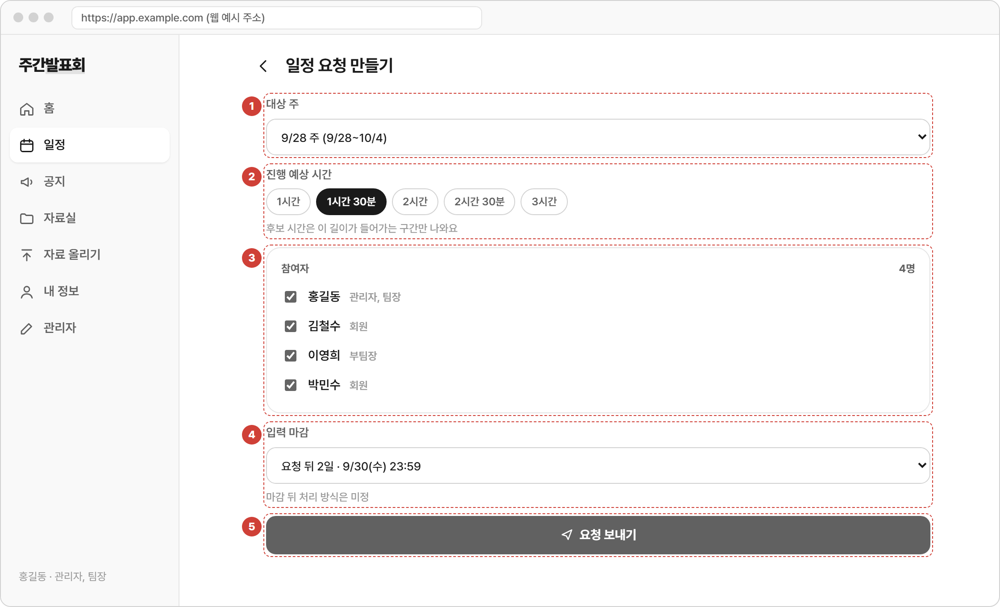 https://app.example.com (웹 예시 주소)
주간발표회
홈
일정
공지
자료실
자료 올리기
내 정보
관리자
홍길동 · 관리자, 팀장
일정 요청 만들기
1
대상 주
9/28 주 (9/28~10/4)
2
진행 예상 시간
1시간 1시간 30분 2시간 2시간 30분 3시간
후보 시간은 이 길이가 들어가는 구간만 나와요
3
참여자 4명
홍길동 관리자, 팀장
김철수 회원
이영희 부팀장
박민수 회원
4
입력 마감
요청 뒤 2일 · 9/30(수) 23:59
마감 뒤 처리 방식은 미정
5
요청 보내기